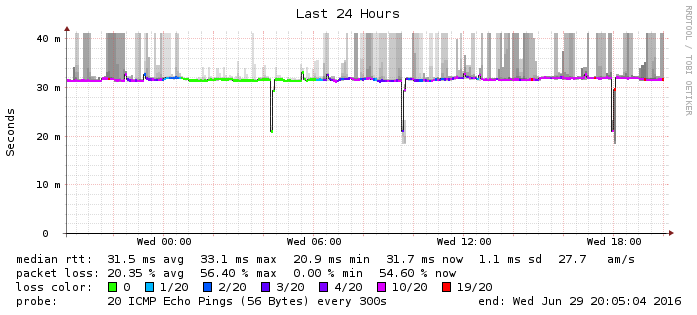 Last 24 Hours
RRDTOOL / TOBI OETIKER
Seconds
40 m
30 m
20 m
10 m
0
Wed 00:00 Wed 06:00 Wed 12:00 Wed 18:00
median rtt: 31.5 ms avg 33.1 ms max 20.9 ms min 31.7 ms now 1.1 ms sd 27.7 am/s
packet loss: 20.35 % avg 56.40 % max 0.00 % min 54.60 % now
loss color: 0 1/20 2/20 3/20 4/20 10/20 19/20
probe: 20 ICMP Echo Pings (56 Bytes) every 300s end: Wed Jun 29 20:05:04 2016